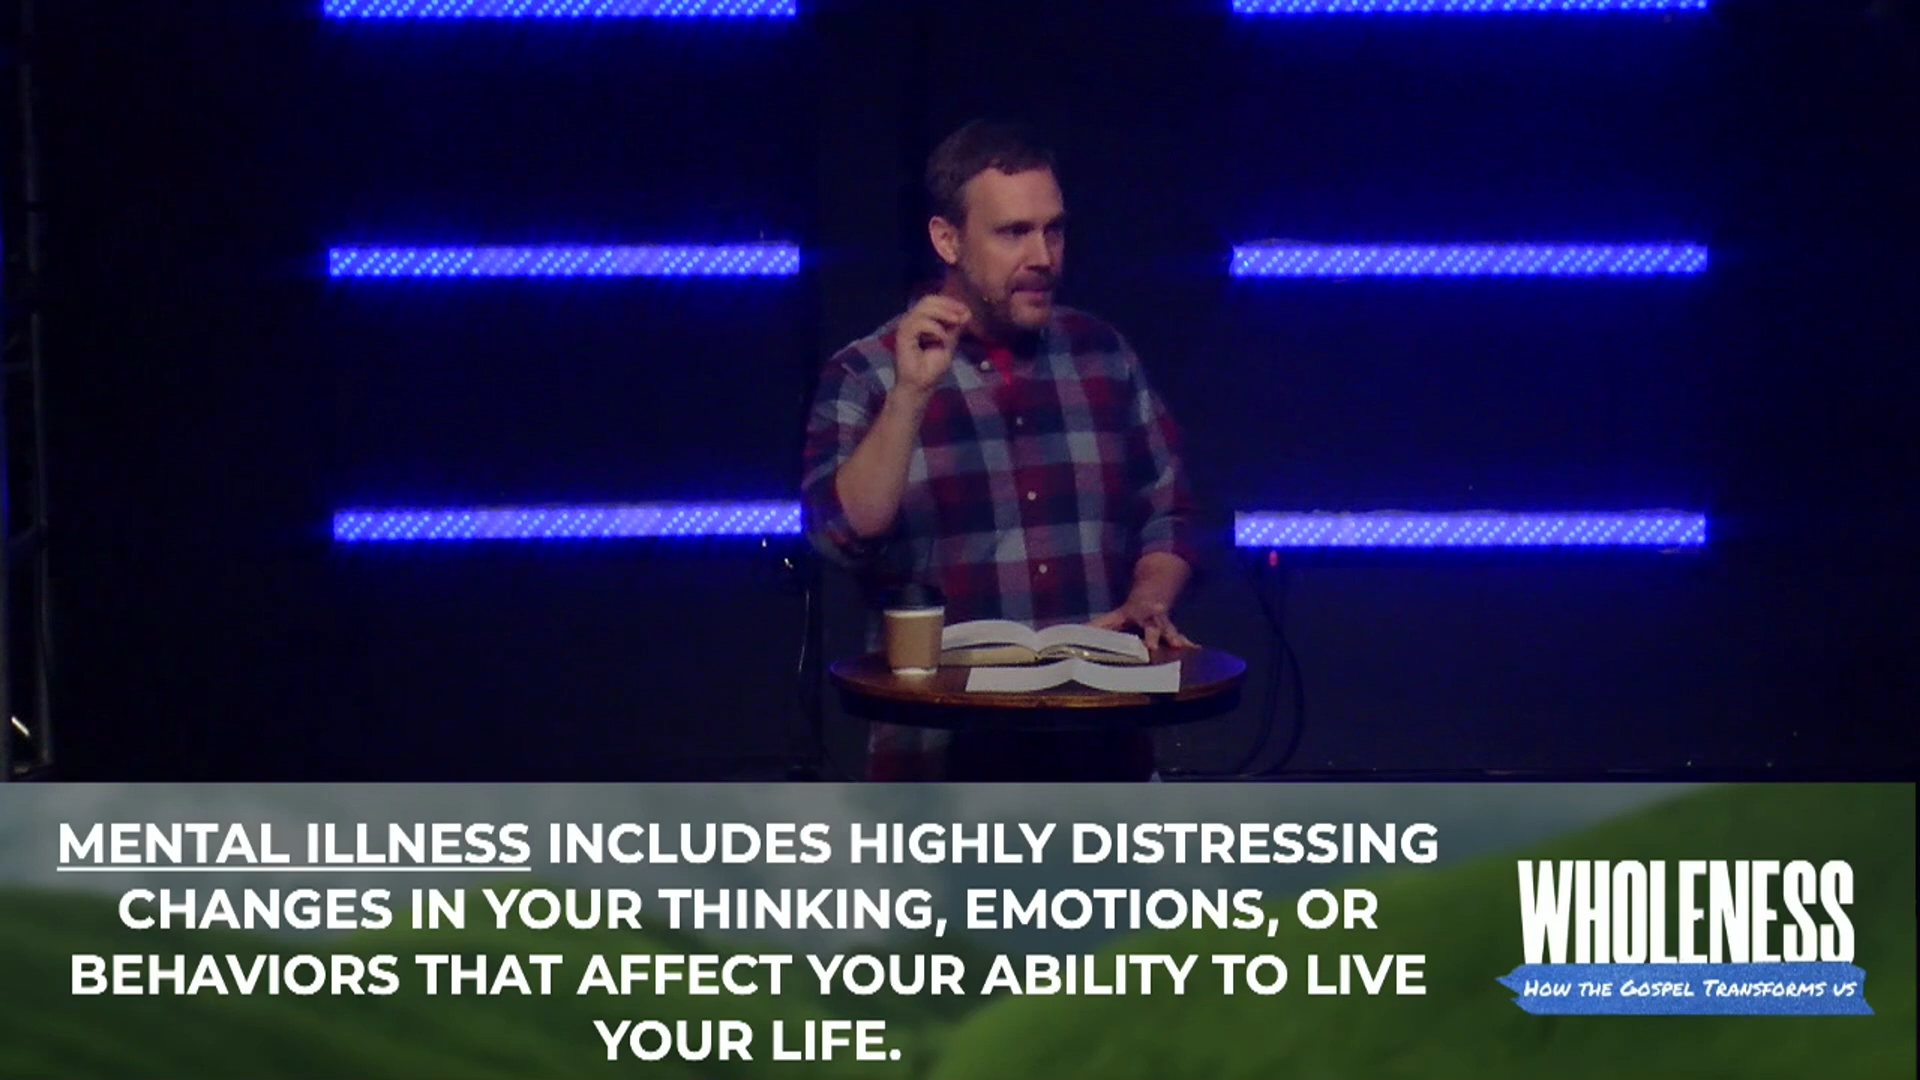 MENTAL ILLNESS INCLUDES HIGHLY DISTRESSING
CHANGES IN YOUR THINKING, EMOTIONS, OR
BEHAVIORS THAT AFFECT YOUR ABILITY TO LIVE
YOUR LIFE.
WHOLENESS
HOW THE GOSPEL TRANSFORMS US